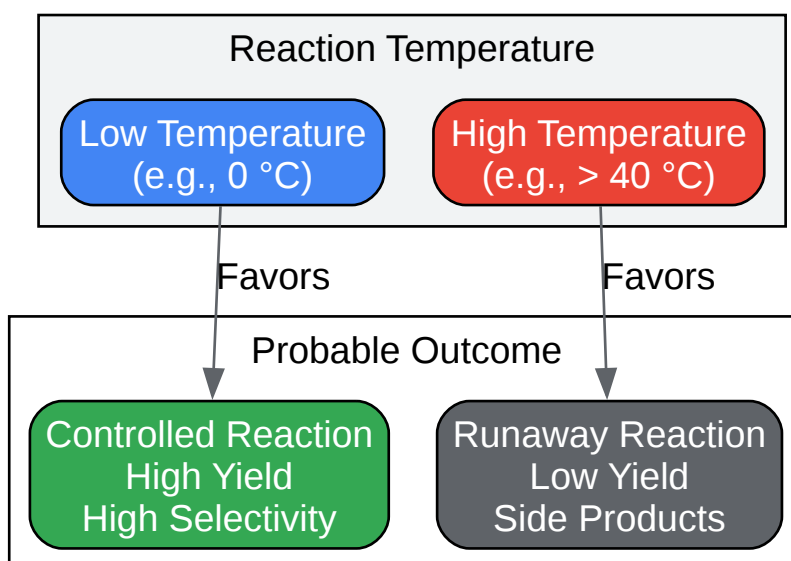 Reaction Temperature
Low Temperature
(e.g., 0 °C)
High Temperature
(e.g., > 40 °C)
Favors
Favors
Probable Outcome
Controlled Reaction
High Yield
High Selectivity
Runaway Reaction
Low Yield
Side Products